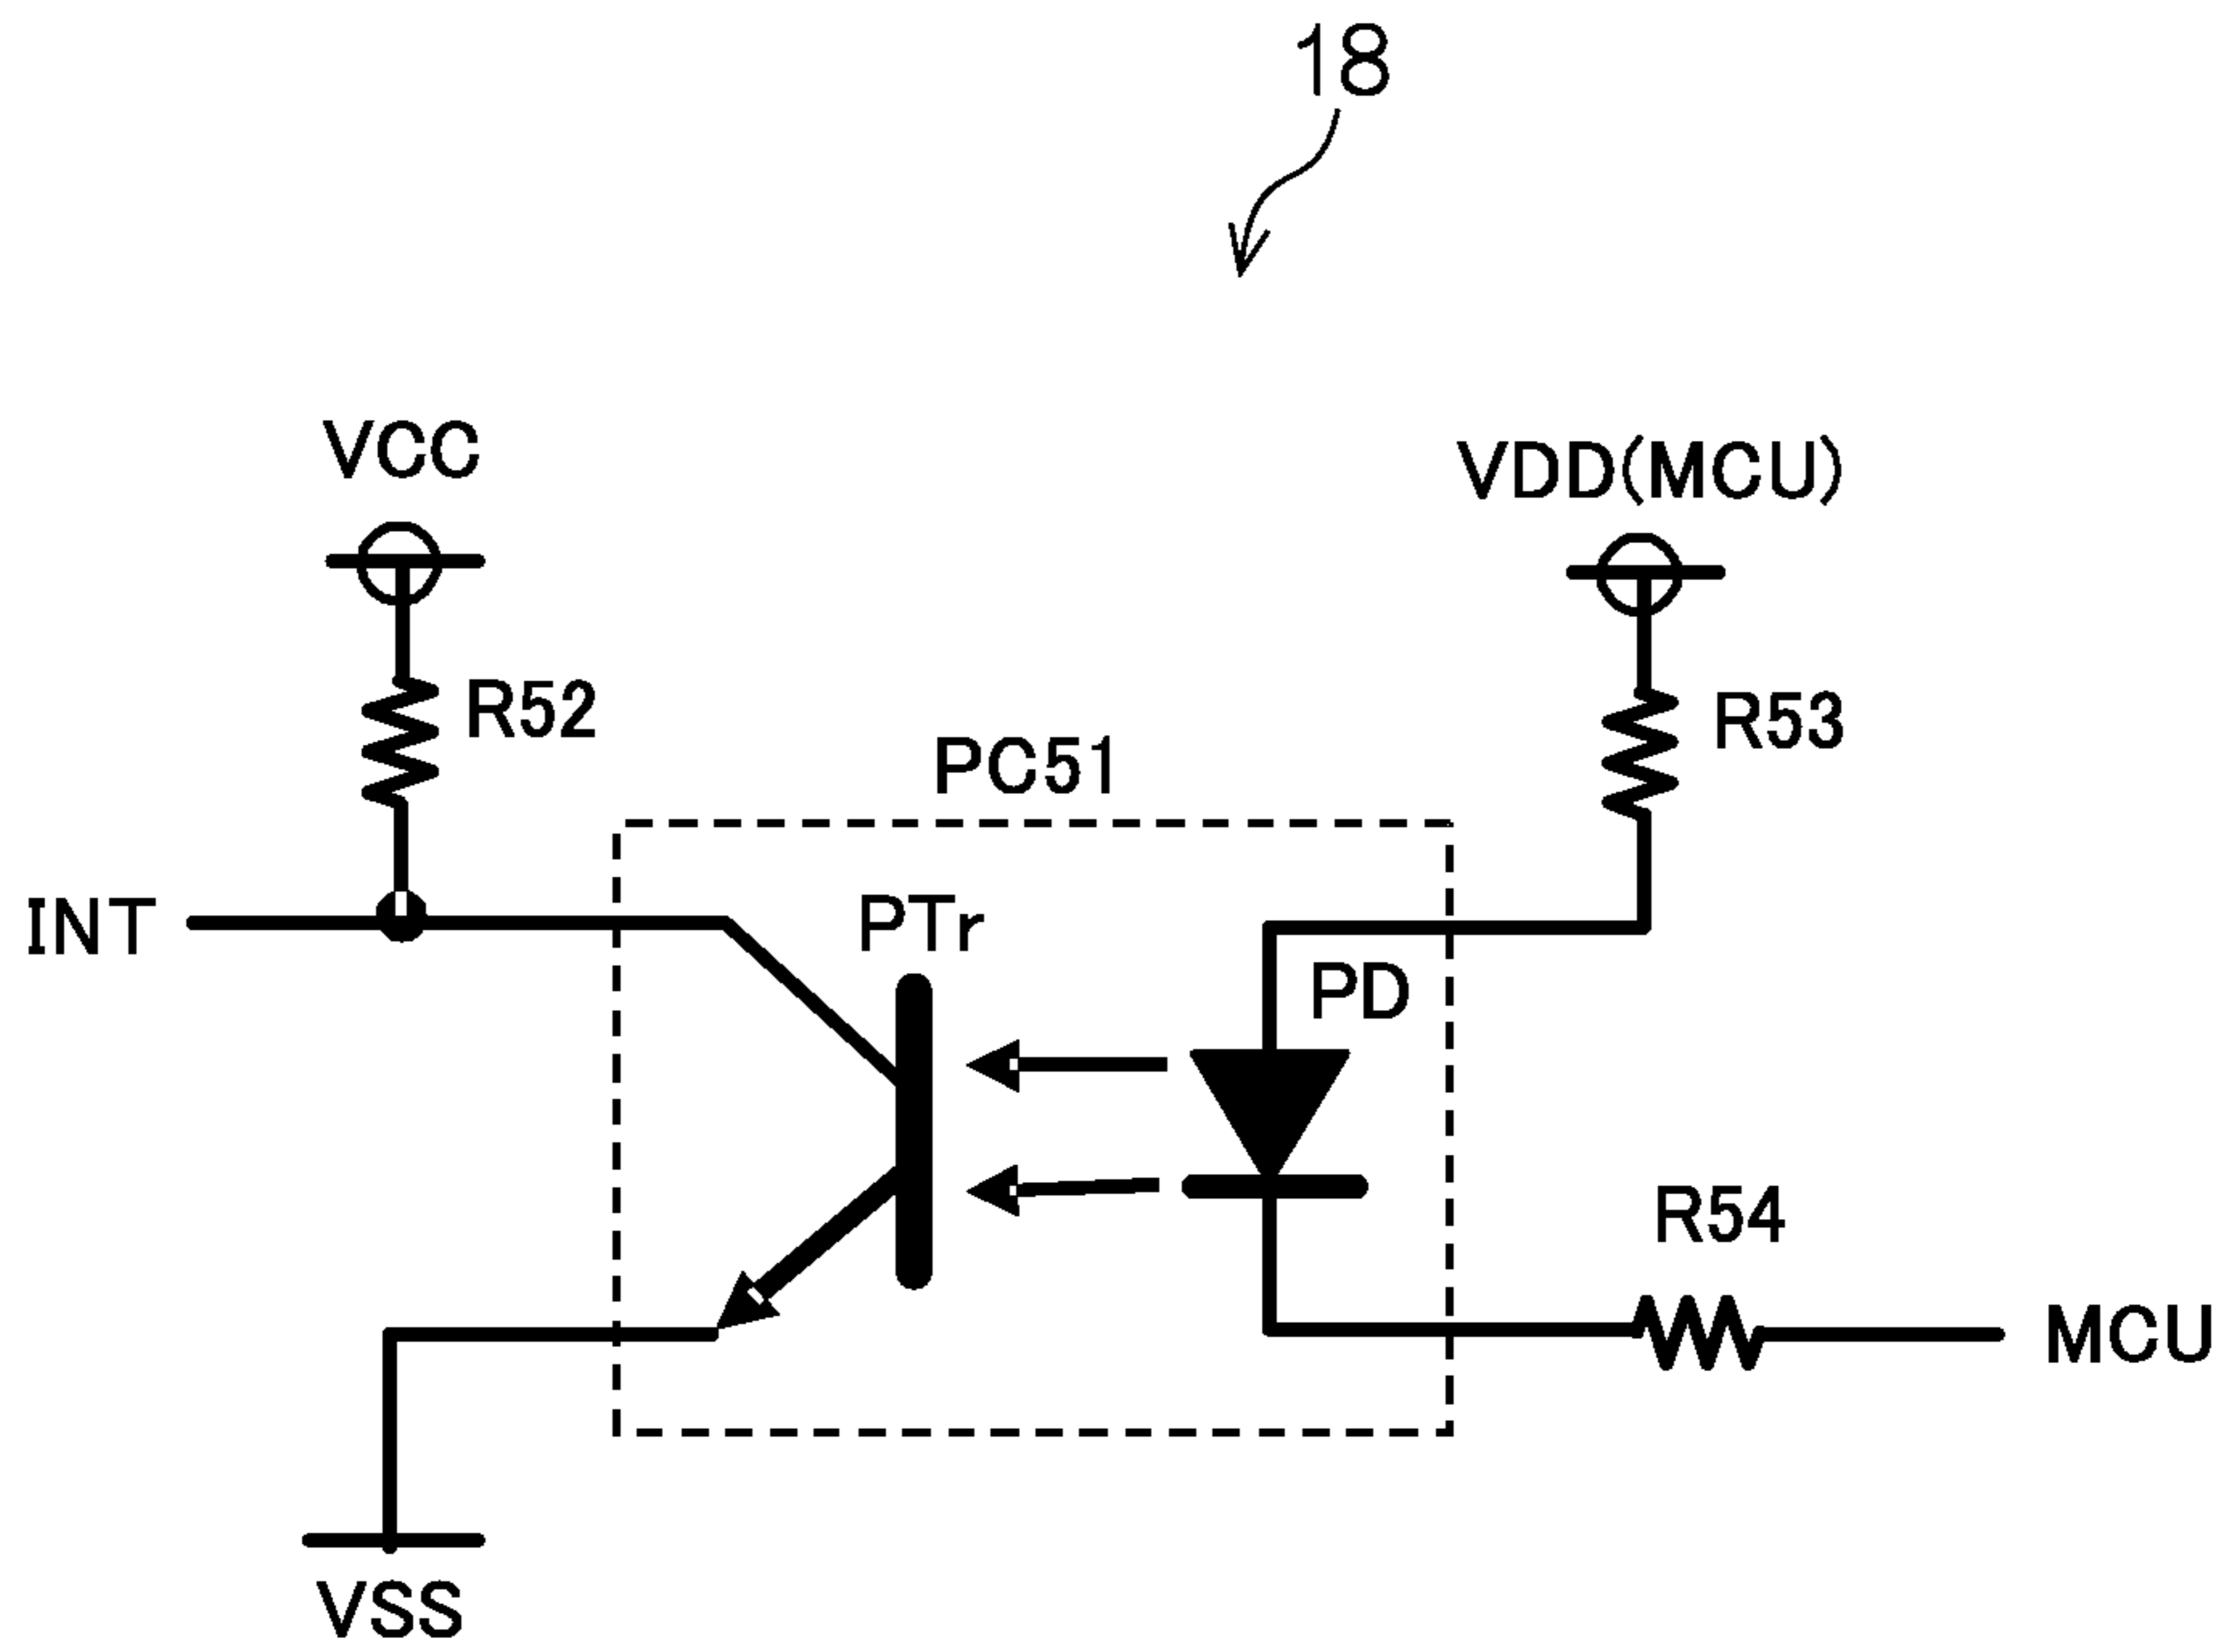 18
VCC
VDD(MCU)
R52
R53
PC51
INT
PTr
PD
R54
MCU
VSS